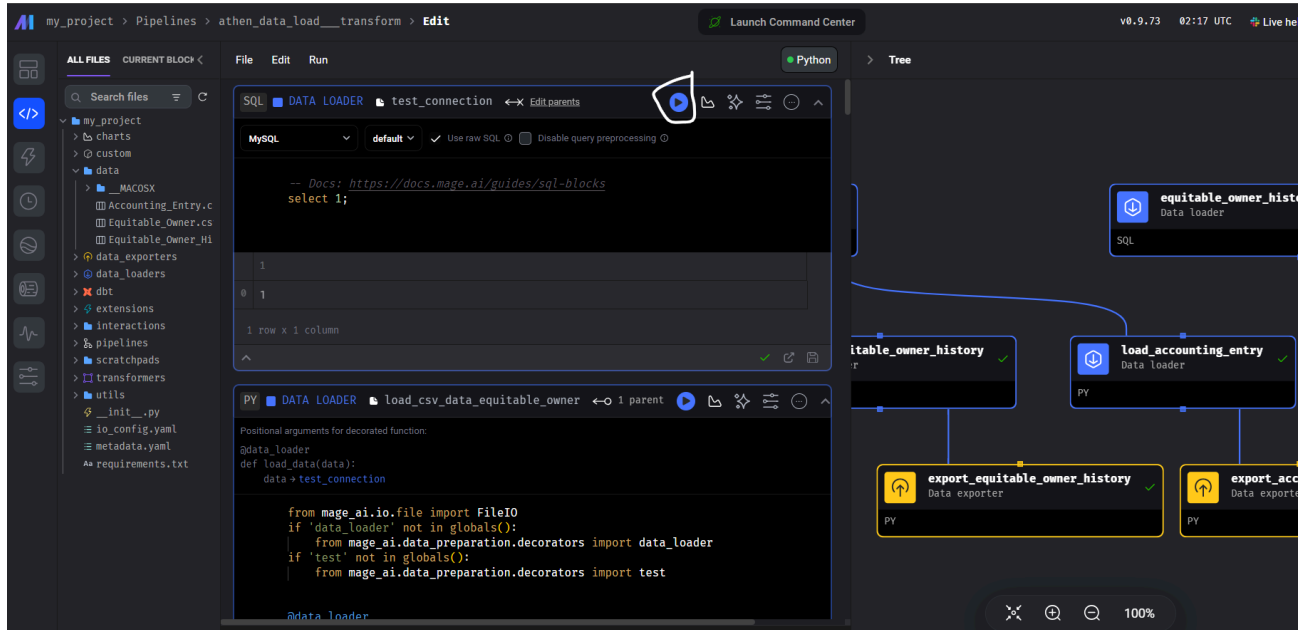 my_project > Pipelines > athen_data_load___transform > Edit
Launch Command Center
v0.9.73 02:17 UTC Live he
ALL FILES CURRENT BLOCK
Search files
my_project
charts
custom
data
__MACOSX
Accounting_Entry.c
Equitable_Owner.cs
Equitable_Owner_Hi
data_exporters
data_loaders
dbt
extensions
interactions
pipelines
scratchpads
transformers
utils
__init__.py
io_config.yaml
metadata.yaml
Aa requirements.txt
File Edit Run
Python
SQL DATA LOADER test_connection Edit parents
MySQL default Use raw SQL Disable query preprocessing
-- Docs: https://docs.mage.ai/guides/sql-blocks
select 1;
1
0 1
1 row x 1 column
PY DATA LOADER load_csv_data_equitable_owner 1 parent
Positional arguments for decorated function:
@data_loader
def load_data(data):
data → test_connection
from mage_ai.io.file import FileIO
if 'data_loader' not in globals():
from mage_ai.data_preparation.decorators import data_loader
if 'test' not in globals():
from mage_ai.data_preparation.decorators import test
@data_loader
Tree
equitable_owner_histo
Data loader
SQL
itable_owner_history
r
load_accounting_entry
Data loader
PY
export_equitable_owner_history
Data exporter
PY
export_acc
Data exporte
PY
100%